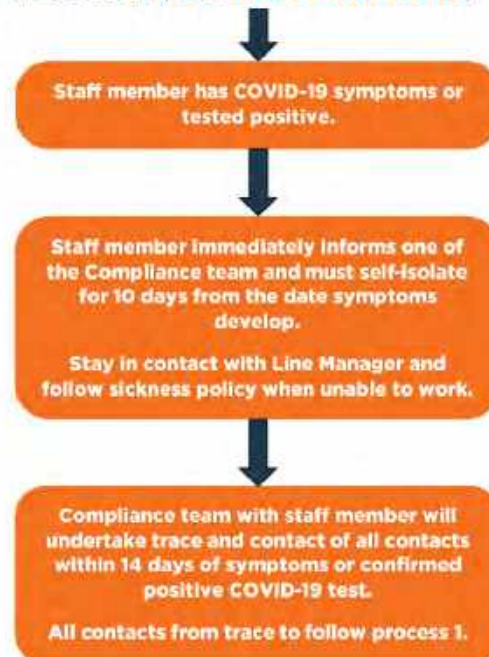 Staff member has COVID-19 symptoms or
tested positive.
Staff member immediately informs one of
the Compliance team and must self-isolate
for 10 days from the date symptoms
develop.
Stay in contact with Line Manager and
follow sickness policy when unable to work.
Compliance team with staff member will
undertake trace and contact of all contacts
within 14 days of symptoms or confirmed
positive COVID-19 test.
All contacts from trace to follow process 1.